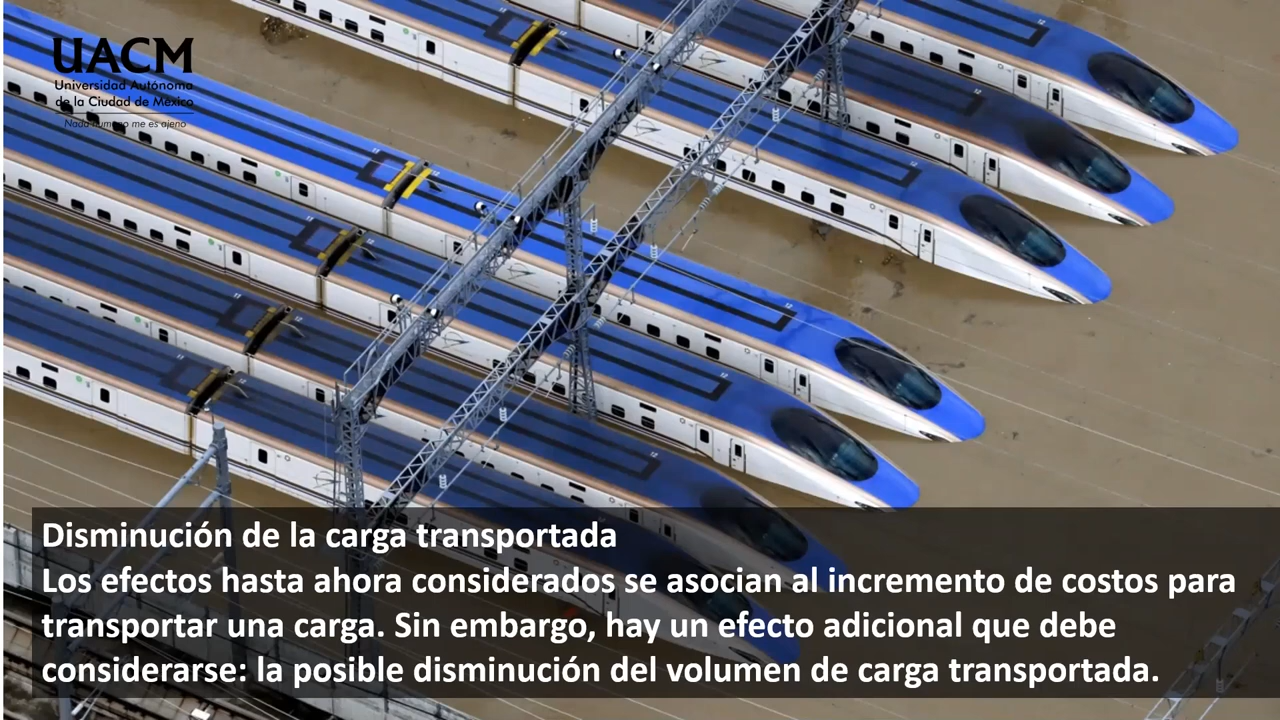 UACM
Universidad Autónoma
de la Ciudad de México
Nada humano me es ajeno
Disminución de la carga transportada
Los efectos hasta ahora considerados se asocian al incremento de costos para
transportar una carga. Sin embargo, hay un efecto adicional que debe
considerarse: la posible disminución del volumen de carga transportada.